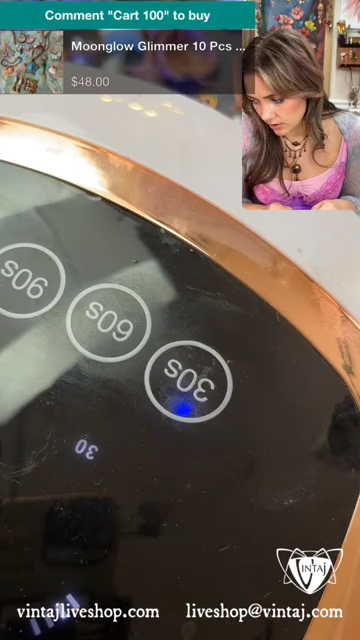 Comment "Cart 100" to buy
Moonglow Glimmer 10 Pcs ...
$48.00
90s
60s
30s
30
VINTAJ
vintajliveshop.com
liveshop@vintaj.com